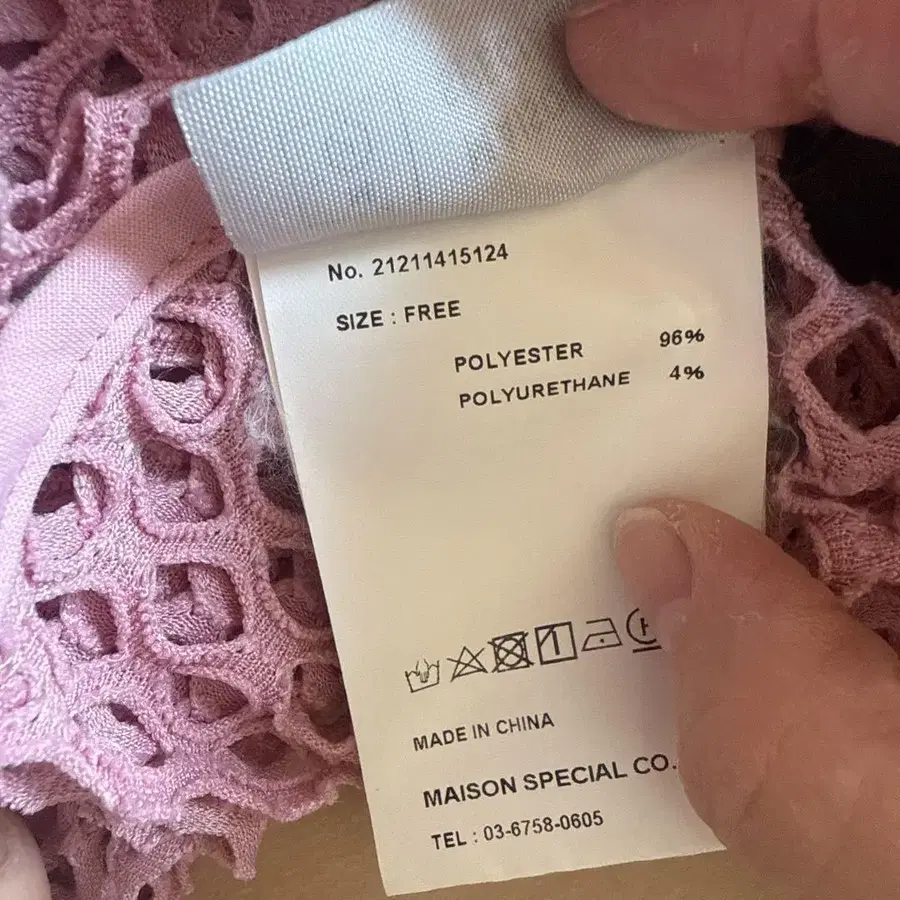 No. 21211415124
SIZE : FREE
POLYESTER 96%
POLYURETHANE 4%
MADE IN CHINA
MAISON SPECIAL CO.
TEL : 03-6758-0605